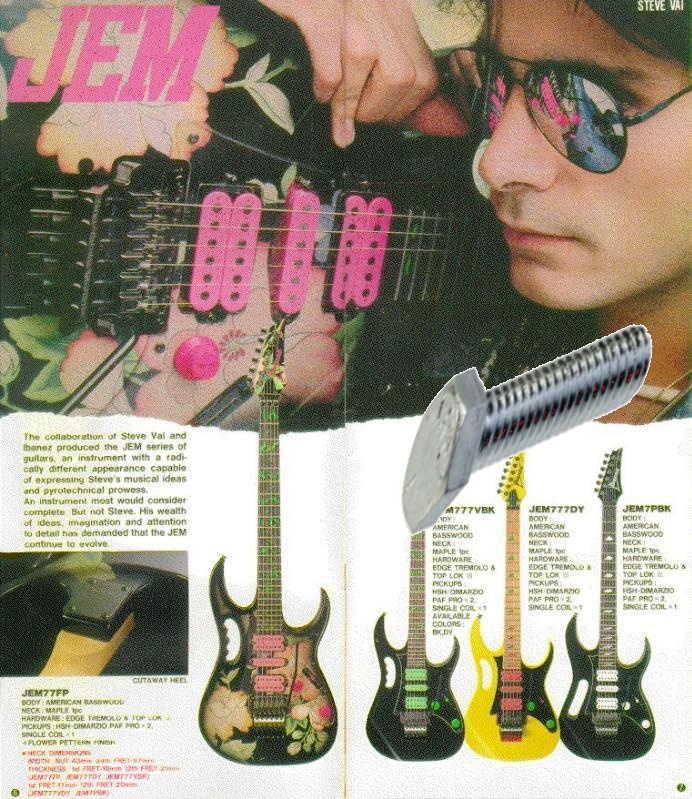 JEM
STEVE VAI
The collaboration of Steve Vai and
Ibanez produced the JEM series of
guitars, an instrument with a radi-
cally different appearance capable
of expressing Steve's musical ideas
and pyrotechnical prowess.
An instrument most would consider
complete. But not Steve. His wealth
of ideas, imagination and attention
to detail has demanded that the JEM
continue to evolve.
CUTAWAY HEEL
JEM77FP
BODY : AMERICAN BASSWOOD
NECK : MAPLE 1pc
HARDWARE : EDGE TREMOLO & TOP LOK III
PICKUPS : HSH-DIMARZIO PAF PRO × 2,
SINGLE COIL × 1
FLOWER PETTERN FINISH
NECK DIMENSIONS
WIDTH : NUT 43mm 24th FRET-57mm
THICKNESS : 1st FRET-19mm 12th FRET-21mm
(JEM77FP, JEM777DY, JEM777VBK)
1st FRET-17mm 12th FRET-20mm
(JEM777VDY, JEM7PBK)
777VBK
BODY :
AMERICAN
BASSWOOD
NECK :
MAPLE 1pc
HARDWARE :
EDGE TREMOLO &
TOP LOK III
PICKUPS :
HSH-DIMARZIO
PAF PRO × 2,
SINGLE COIL × 1
AVAILABLE
COLORS :
BK,DY
JEM777DY
BODY :
AMERICAN
BASSWOOD
NECK :
MAPLE 1pc
HARDWARE :
EDGE TREMOLO &
TOP LOK III
PICKUPS :
HSH-DIMARZIO
PAF PRO × 2,
SINGLE COIL × 1
JEM7PBK
BODY :
AMERICAN
BASSWOOD
NECK :
MAPLE 1pc
HARDWARE :
EDGE TREMOLO &
TOP LOK III
PICKUPS :
HSH-DIMARZIO
PAF PRO × 2,
SINGLE COIL × 1
6
7